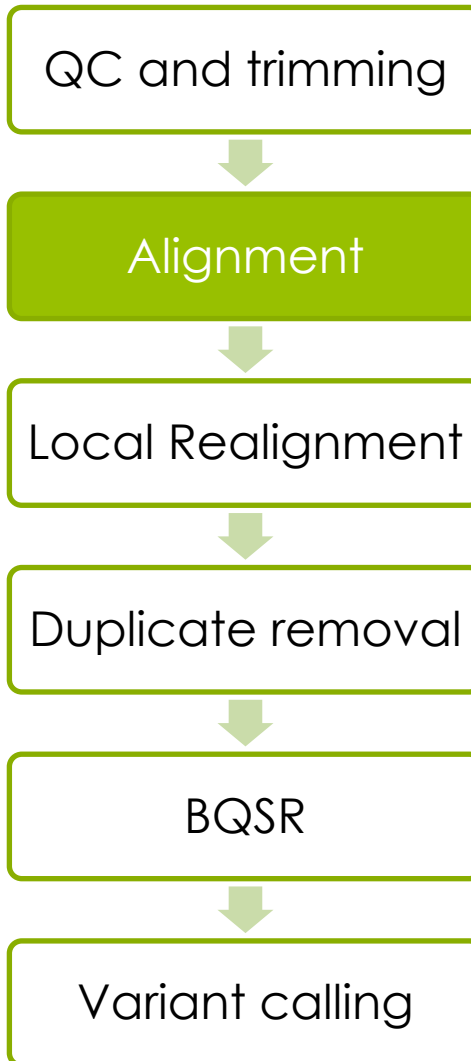 QC and trimming
Alignment
Local Realignment
Duplicate removal
BQSR
Variant calling